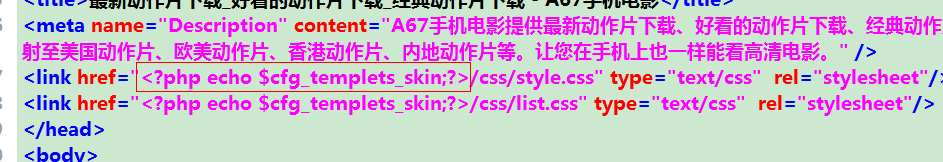 <title>最新动作片下载_好看的动作片下载_经典动作片下载 - A67手机电影</title>
<meta name="Description" content="A67手机电影提供最新动作片下载、好看的动作片下载、经典动作
射至美国动作片、欧美动作片、香港动作片、内地动作片等。让您在手机上也一样能看高清电影。" />
<link href="<?php echo $cfg_templets_skin;?>/css/style.css" type="text/css"  rel="stylesheet"/>
<link href="<?php echo $cfg_templets_skin;?>/css/list.css" type="text/css"  rel="stylesheet"/>
</head>
<body>